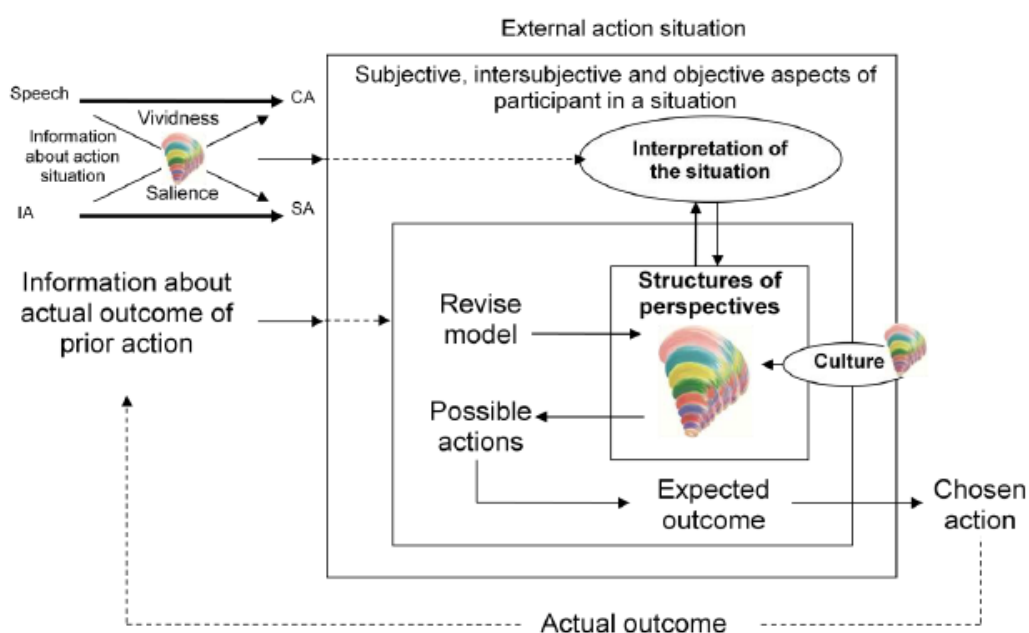 External action situation
Subjective, intersubjective and objective aspects of
participant in a situation
Speech
CA
Vividness
Information
about action
situation
Salience
IA
SA
Interpretation of
the situation
Information about
actual outcome of
prior action
Revise
model
Structures of
perspectives
Culture
Possible
actions
Expected
outcome
Chosen
action
Actual outcome